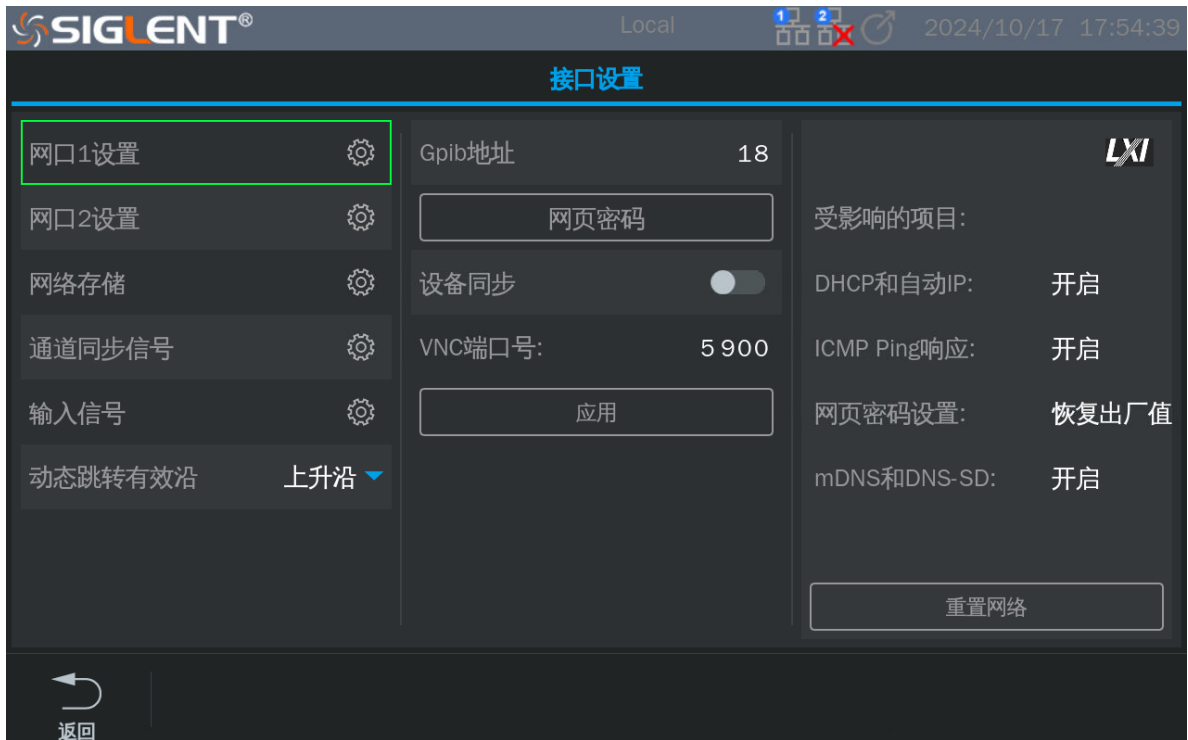 SIGLENT®
Local
1
2
2024/10/17 17:54:39
接口设置
网口1设置
网口2设置
网络存储
通道同步信号
输入信号
动态跳转有效沿 上升沿
Gpib地址 18
网页密码
设备同步
VNC端口号: 5900
应用
LXI
受影响的项目:
DHCP和自动IP: 开启
ICMP Ping响应: 开启
网页密码设置: 恢复出厂值
mDNS和DNS-SD: 开启
重置网络
返回